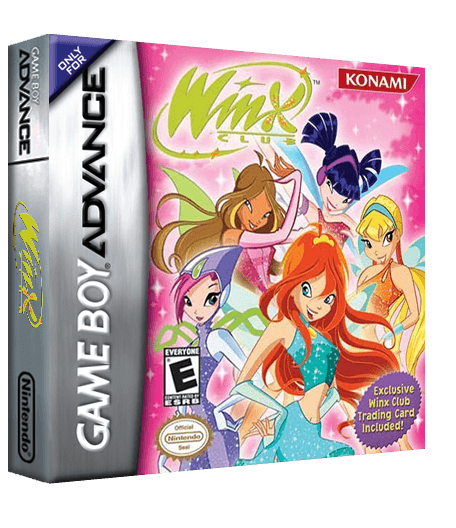 GAME BOY
ADVANCE
Winx
Nintendo
ONLY
FOR
GAME BOY ADVANCE
Winx
CLUB
™
KONAMI
EVERYONE
E
CONTENT RATED BY
ESRB
Official
Nintendo
Seal
Exclusive
Winx Club
Trading Card
Included!